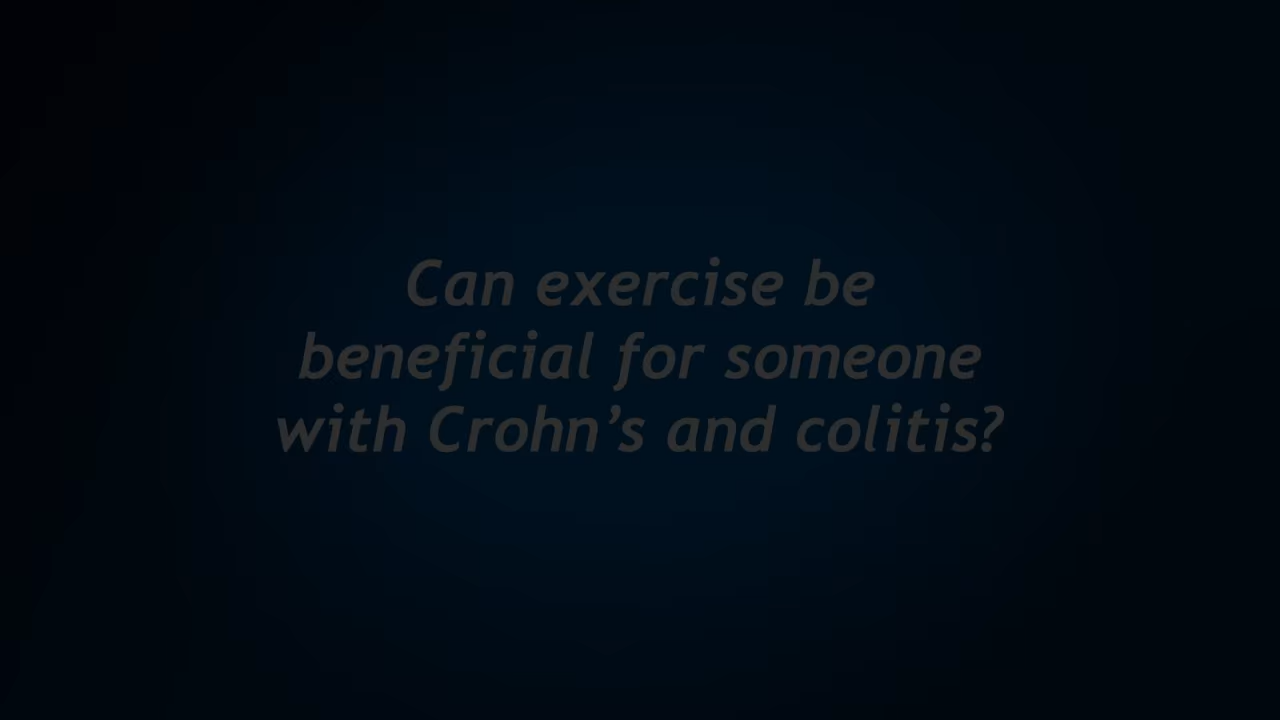 Can exercise be
beneficial for someone
with Crohn’s and colitis?